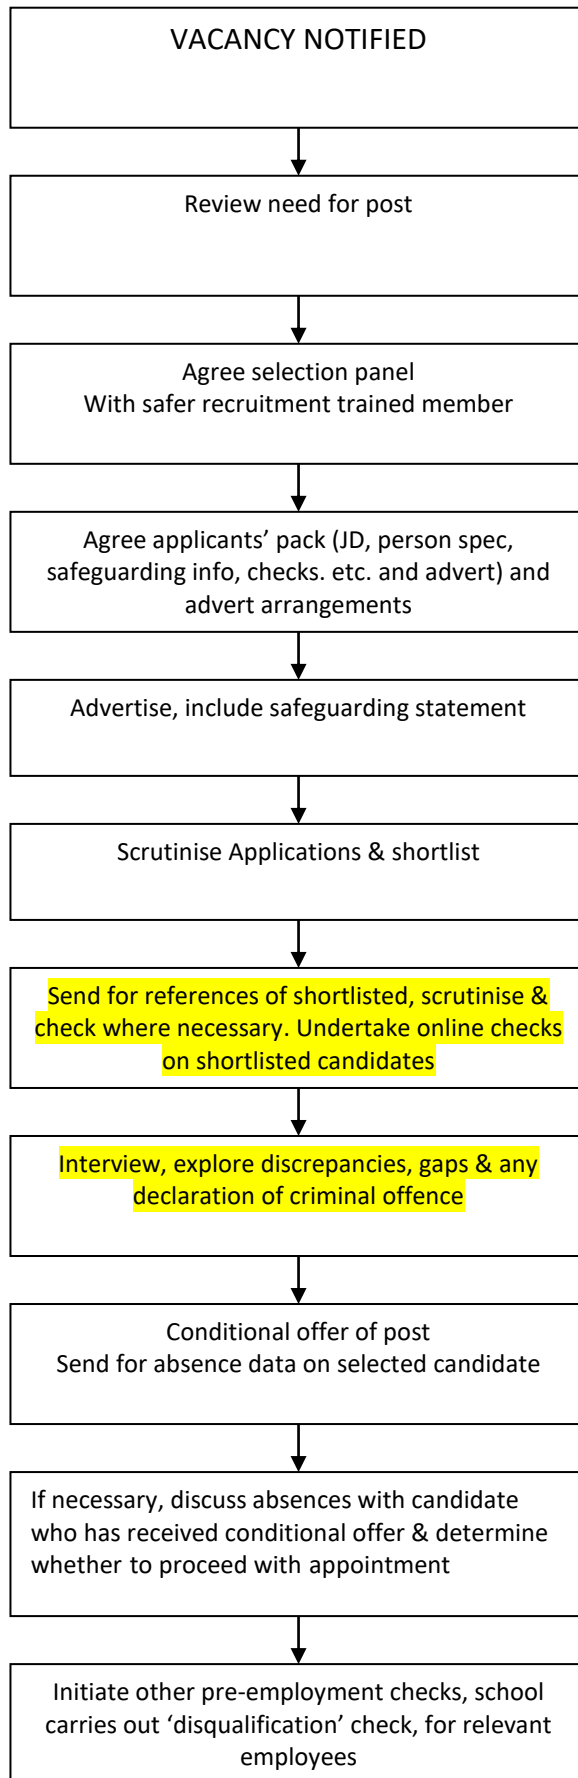 VACANCY NOTIFIED
Review need for post
Agree selection panel
With safer recruitment trained member
Agree applicants’ pack (JD, person spec,
safeguarding info, checks. etc. and advert) and
advert arrangements
Advertise, include safeguarding statement
Scrutinise Applications & shortlist
Send for references of shortlisted, scrutinise &
check where necessary. Undertake online checks
on shortlisted candidates
Interview, explore discrepancies, gaps & any
declaration of criminal offence
Conditional offer of post
Send for absence data on selected candidate
If necessary, discuss absences with candidate
who has received conditional offer & determine
whether to proceed with appointment
Initiate other pre-employment checks, school
carries out ‘disqualification’ check, for relevant
employees